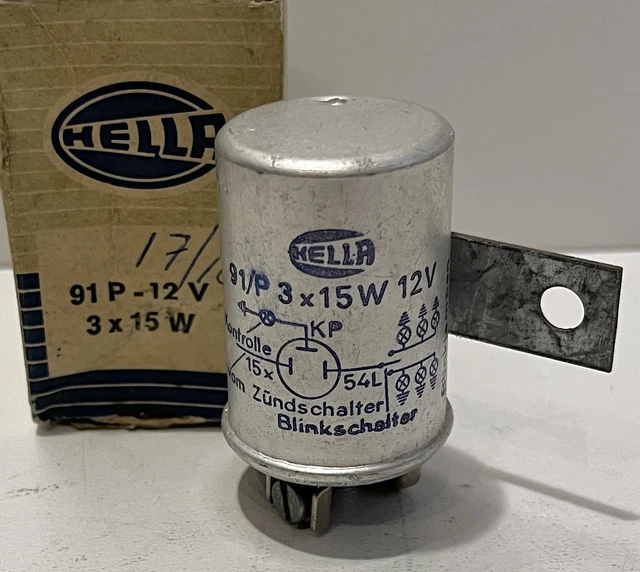 HELLA
17/
91 P - 12 V
3 x 15 W
HELLA
91/P 3x15W 12V
KP
Kontrolle
15x
54L
vom Zündschalter
Blinkschalter